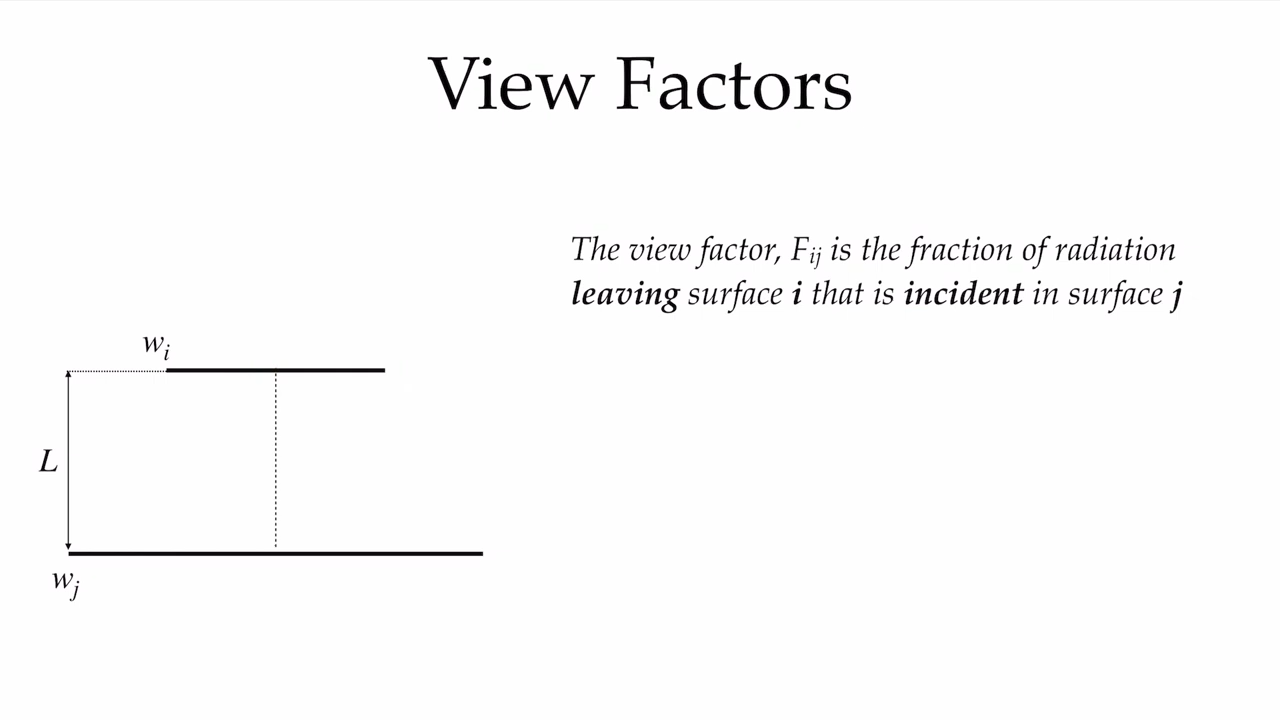 View Factors
The view factor, Fij is the fraction of radiation
leaving surface i that is incident in surface j
wi
L
wj